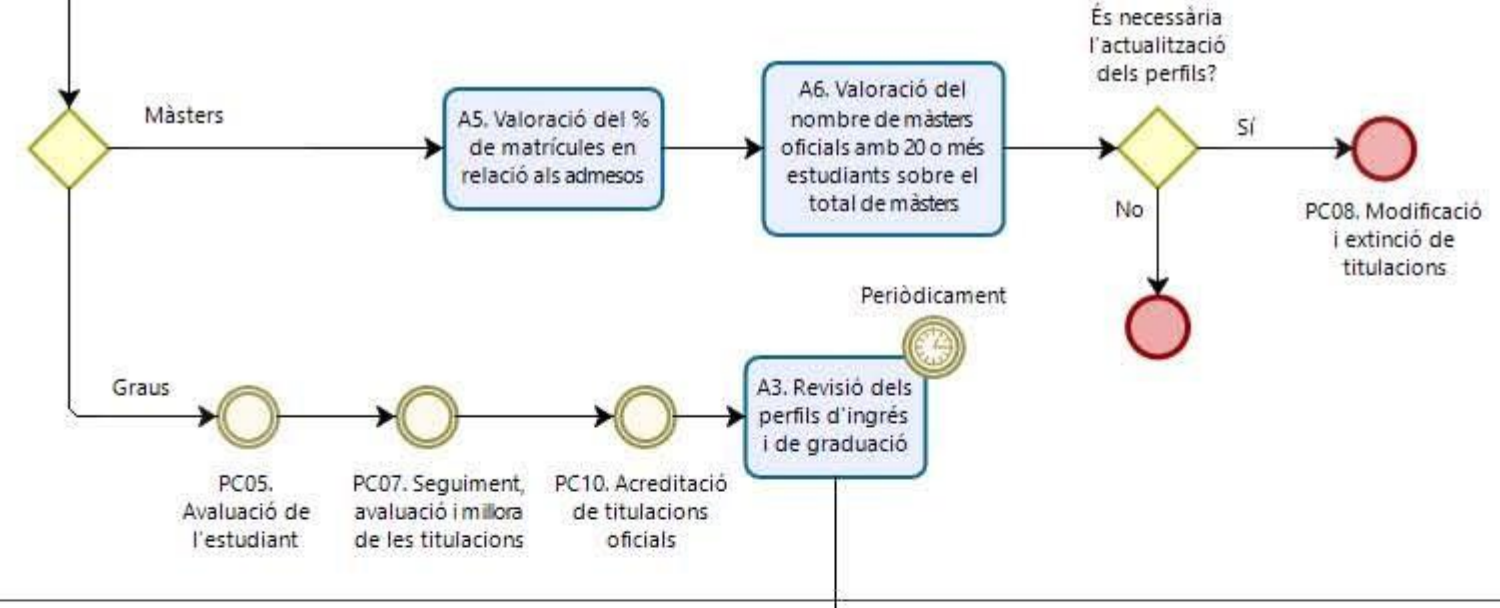 És necessària
l'actualització
dels perfils?
Màsters
A5. Valoració del %
de matrícules en
relació als admesos
A6. Valoració del
nombre de màsters
oficials amb 20 o més
estudiants sobre el
total de màsters
Sí
No
PC08. Modificació
i extinció de
titulacions
Periòdicament
Graus
A3. Revisió dels
perfils d'ingrés
i de graduació
PC05.
Avaluació de
l'estudiant
PC07. Seguiment,
avaluació i millora
de les titulacions
PC10. Acreditació
de titulacions
oficials